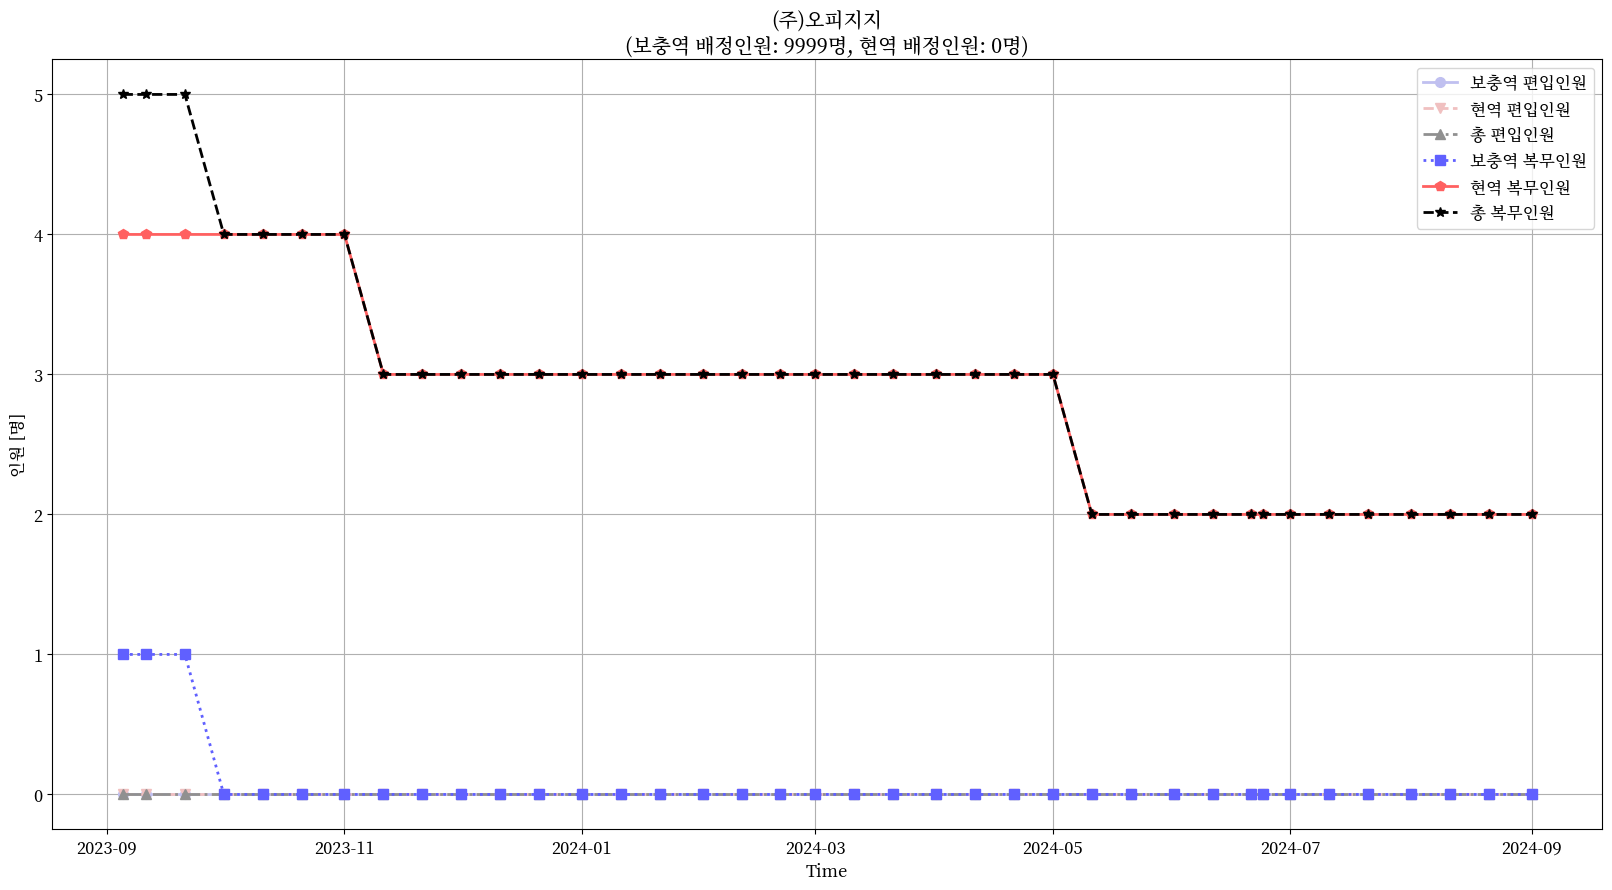 (주)오피지지
(보충역 배정인원: 9999명, 현역 배정인원: 0명)
보충역 편입인원
현역 편입인원
총 편입인원
보충역 복무인원
현역 복무인원
총 복무인원
인원 [명]
5
4
3
2
1
0
2023-09
2023-11
2024-01
2024-03
2024-05
2024-07
2024-09
Time